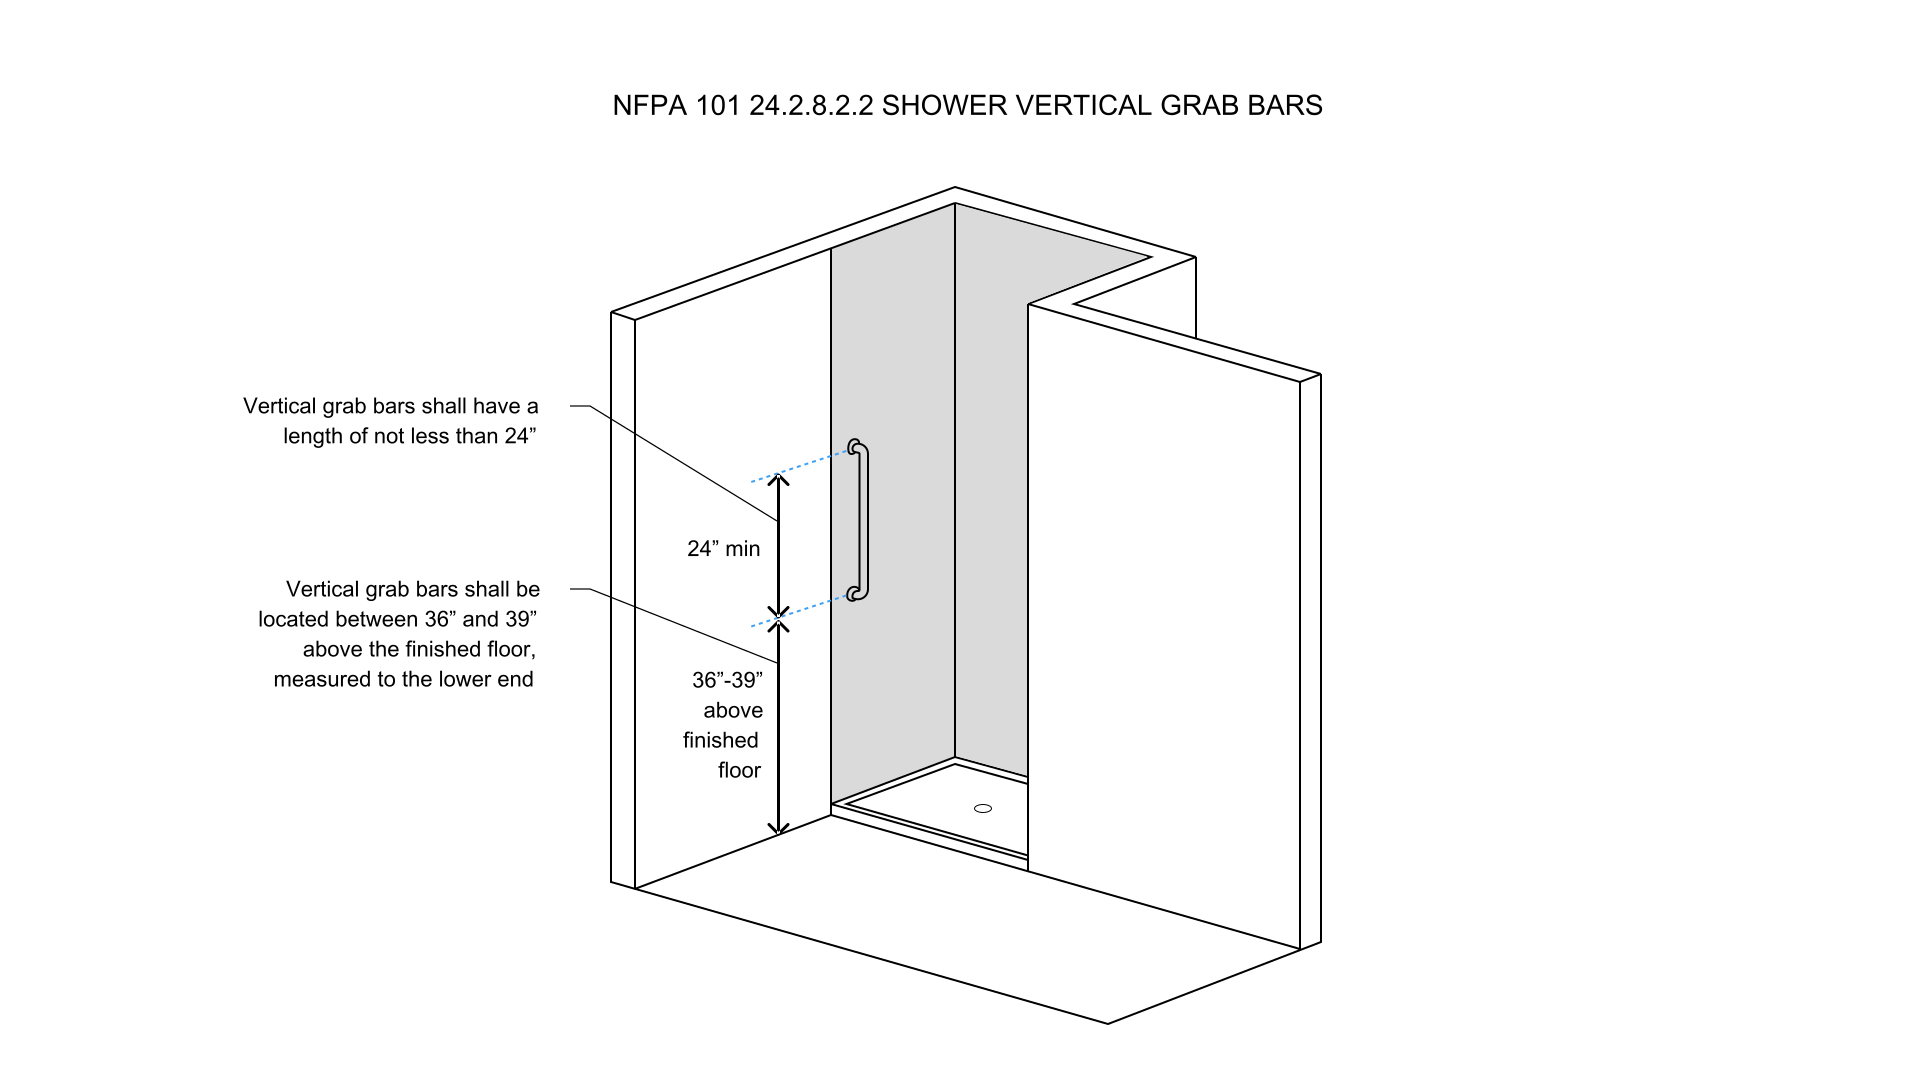 NFPA 101 24.2.8.2.2 SHOWER VERTICAL GRAB BARS
Vertical grab bars shall have a
length of not less than 24”
24” min
Vertical grab bars shall be
located between 36” and 39”
above the finished floor,
measured to the lower end
36”-39”
above
finished
floor